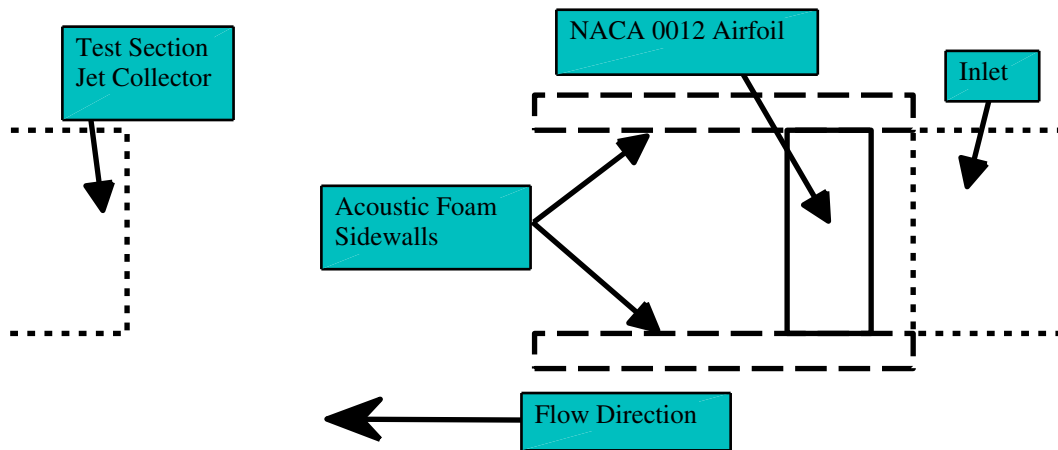 NACA 0012 Airfoil
Test Section
Jet Collector
Inlet
Acoustic Foam
Sidewalls
Flow Direction